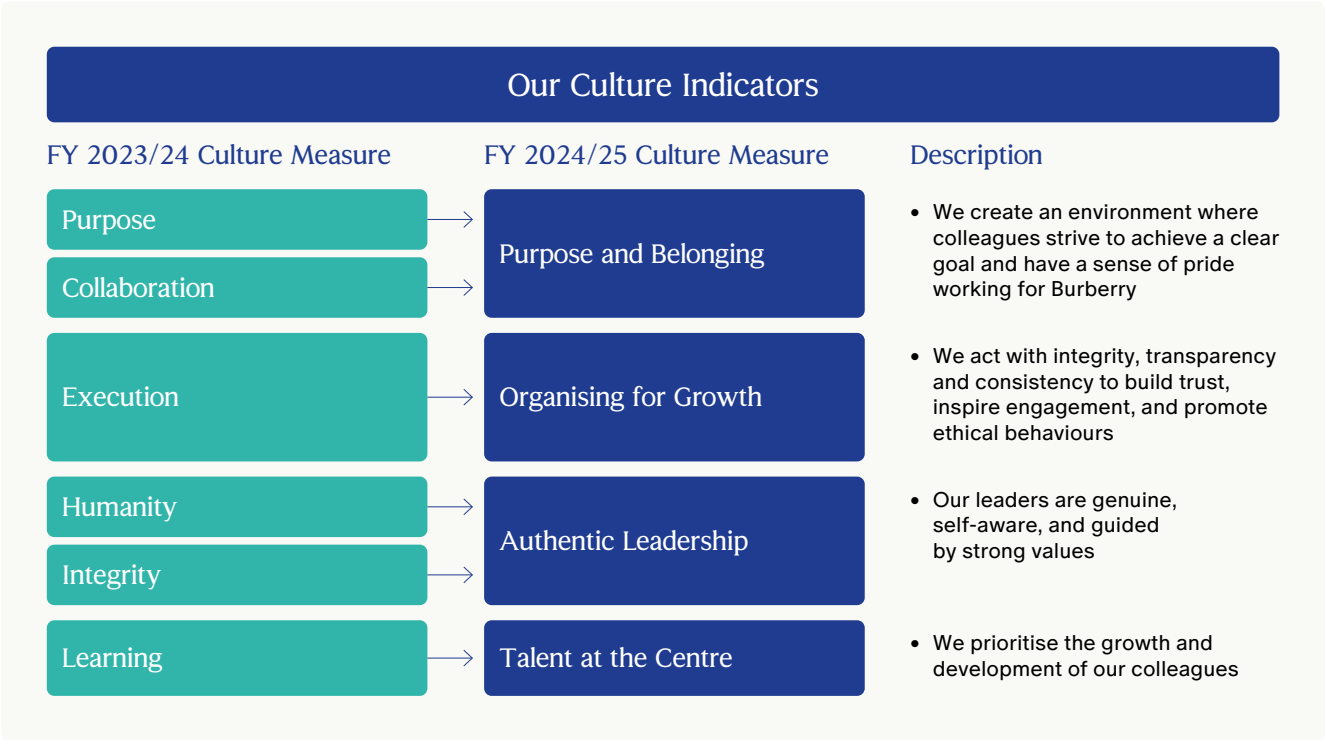 Our Culture Indicators
FY 2023/24 Culture Measure
FY 2024/25 Culture Measure
Description
Purpose
Collaboration
Purpose and Belonging
• We create an environment where
colleagues strive to achieve a clear
goal and have a sense of pride
working for Burberry
Execution
Organising for Growth
• We act with integrity, transparency
and consistency to build trust,
inspire engagement, and promote
ethical behaviours
Humanity
Integrity
Authentic Leadership
• Our leaders are genuine,
self-aware, and guided
by strong values
Learning
Talent at the Centre
• We prioritise the growth and
development of our colleagues